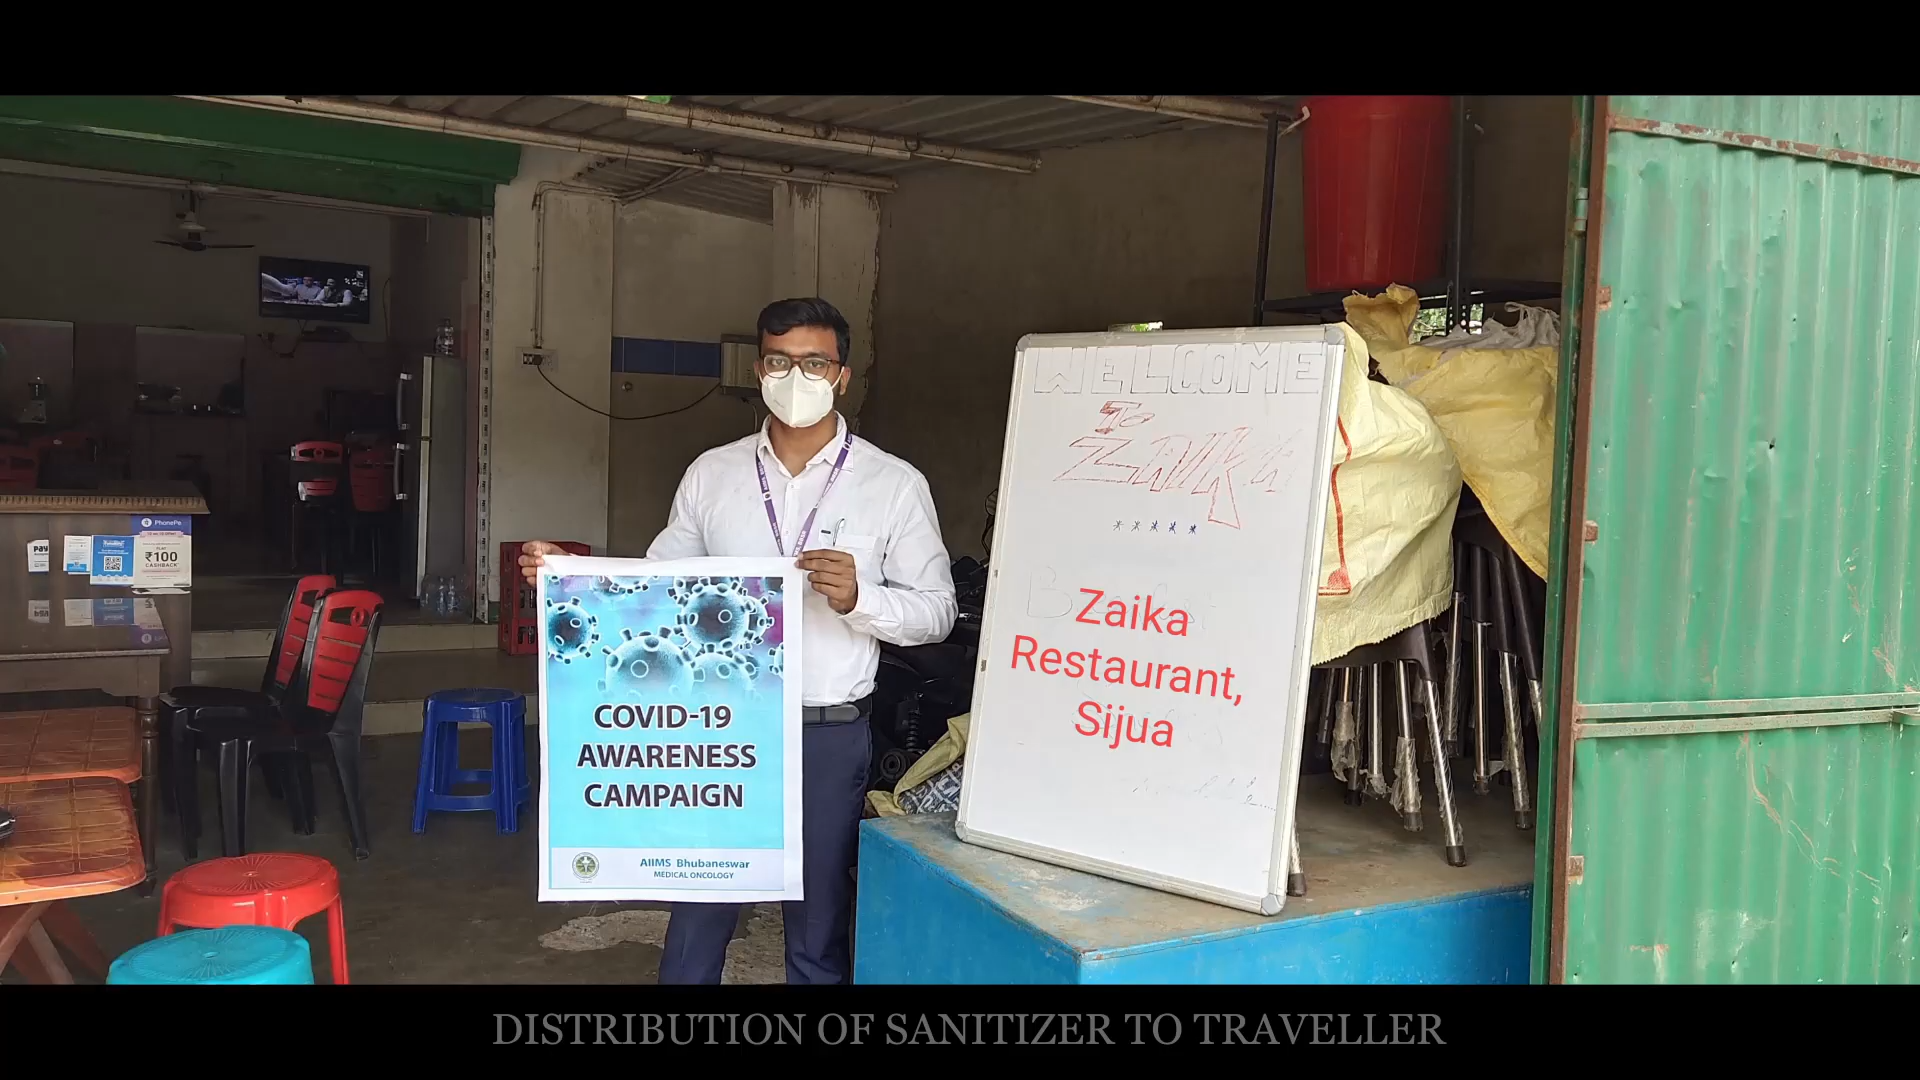 WELCOME
To
ZAIKA
Zaika
Restaurant,
Sijua
PhonePe
₹100
CASHBACK
COVID-19
AWARENESS
CAMPAIGN
AIIMS Bhubaneswar
MEDICAL ONCOLOGY
DISTRIBUTION OF SANITIZER TO TRAVELLER